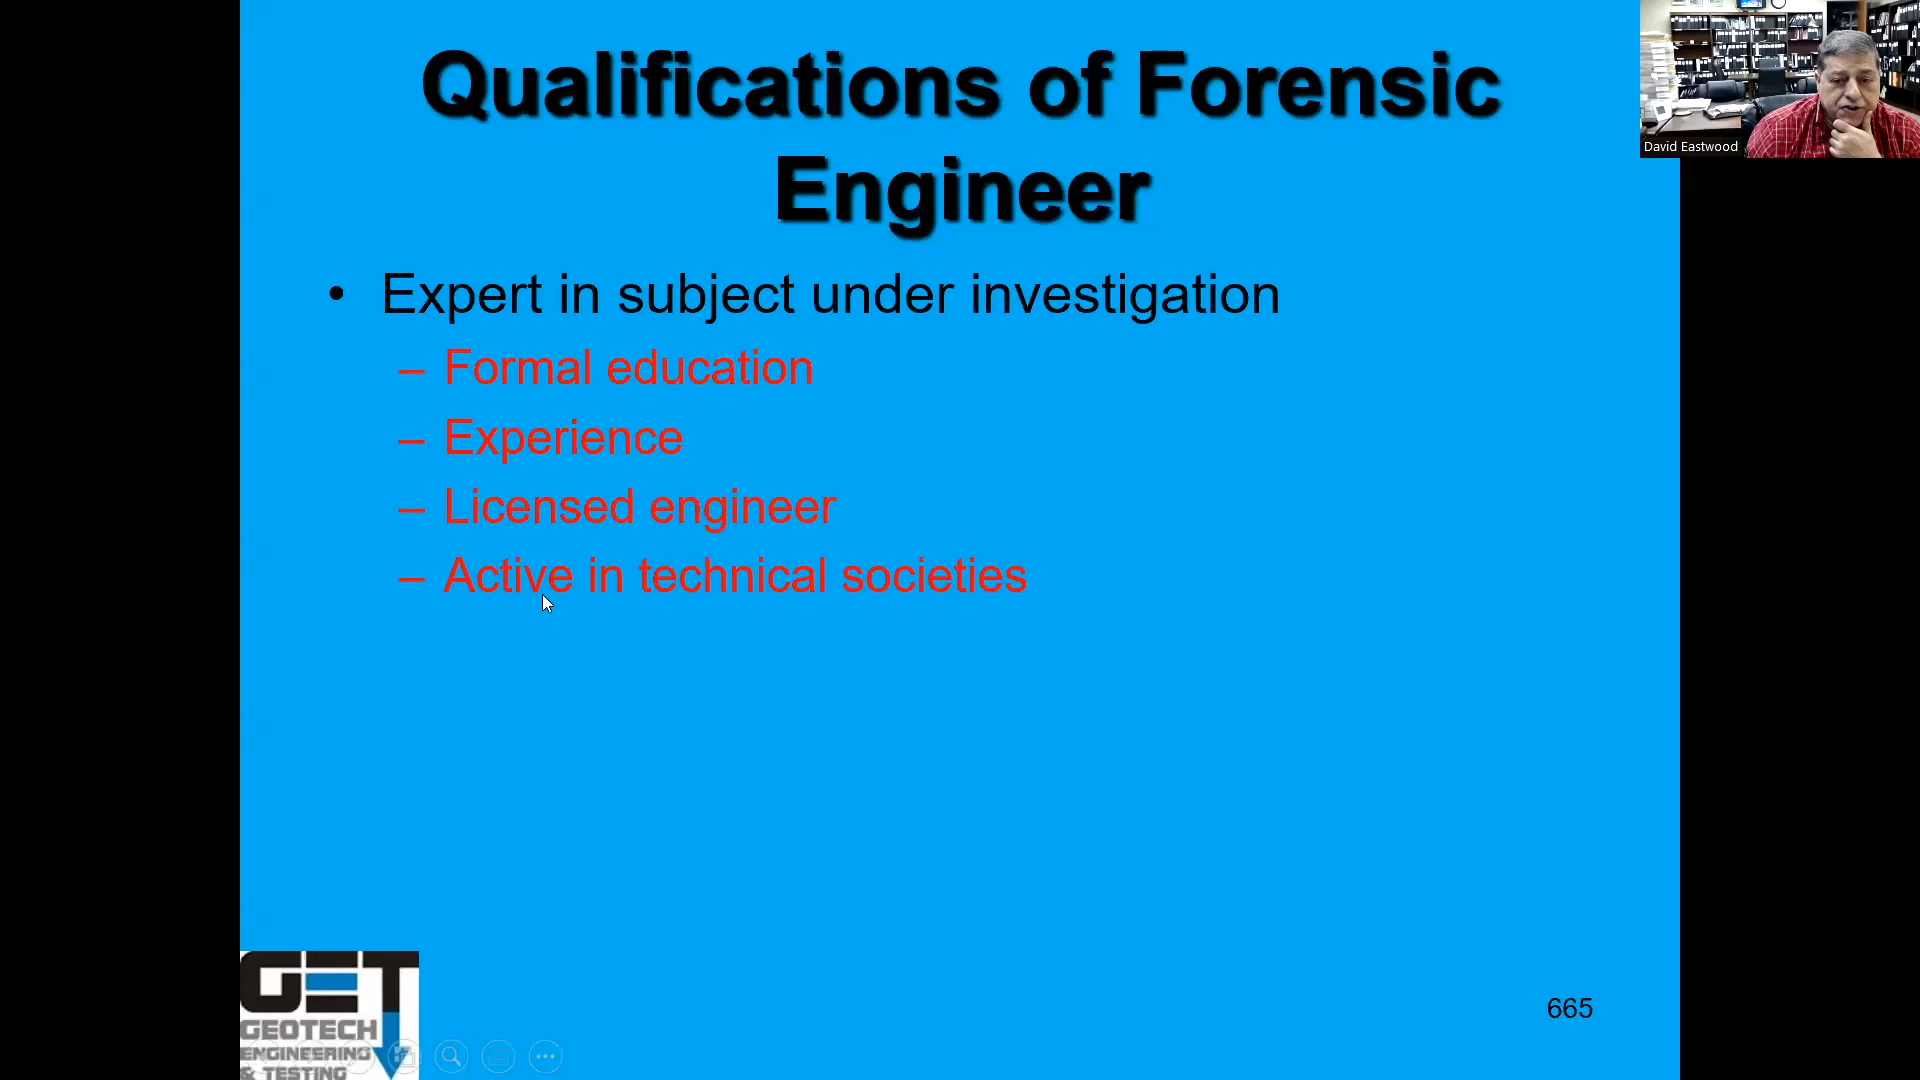 Qualifications of Forensic
Engineer
• Expert in subject under investigation
– Formal education
– Experience
– Licensed engineer
– Active in technical societies
David Eastwood
GET
GEOTECH
ENGINEERING
& TESTING
665